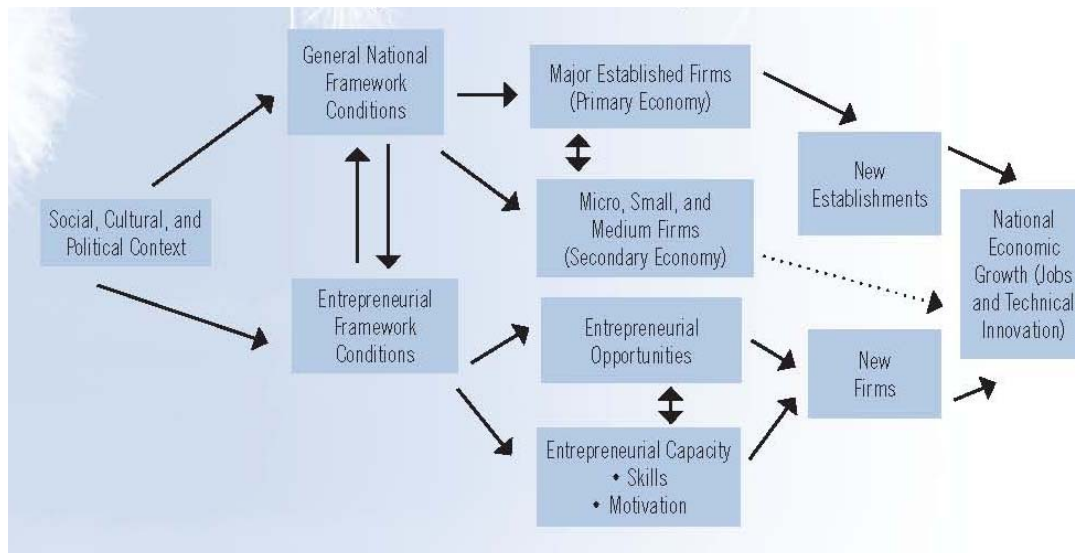 General National
Framework
Conditions
Major Established Firms
(Primary Economy)
New
Establishments
Social, Cultural, and
Political Context
Micro, Small, and
Medium Firms
(Secondary Economy)
National
Economic
Growth (Jobs
and Technical
Innovation)
Entrepreneurial
Framework
Conditions
Entrepreneurial
Opportunities
New
Firms
Entrepreneurial Capacity
• Skills
• Motivation